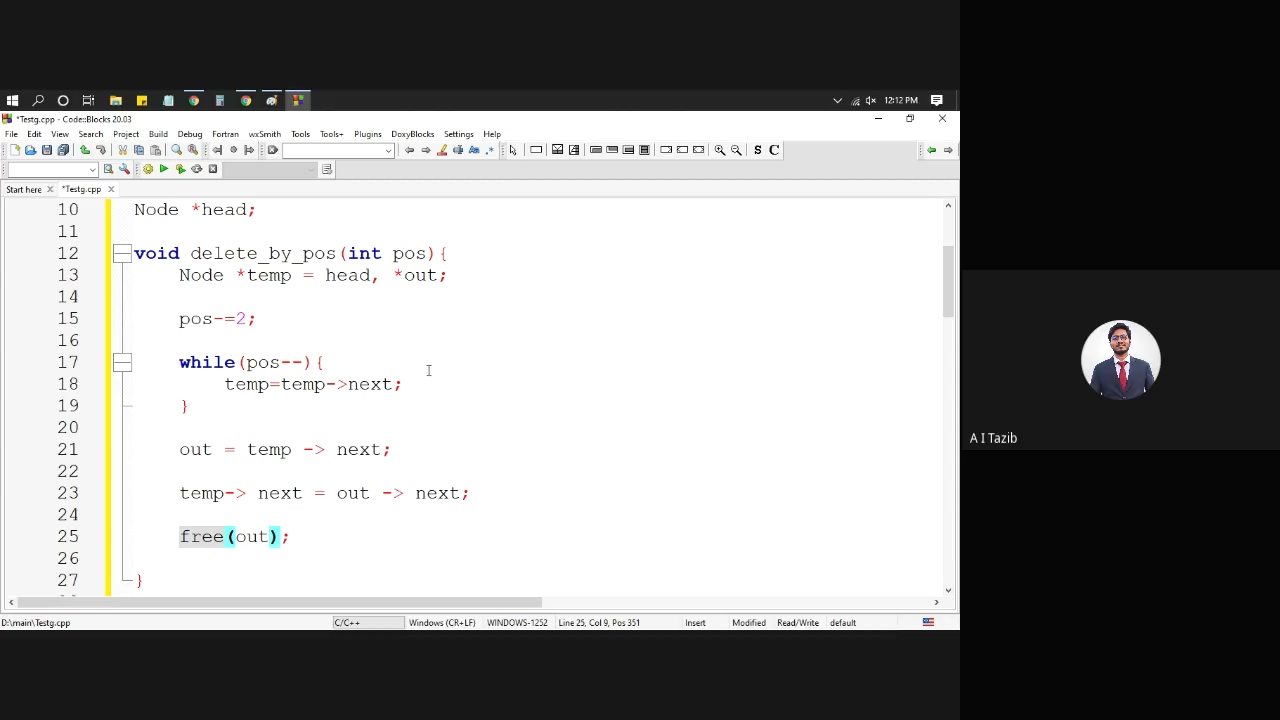 12:12 PM
*Testg.cpp - Code::Blocks 20.03
File Edit View Search Project Build Debug Fortran wxSmith Tools Tools+ Plugins DoxyBlocks Settings Help
S C
Start here *Testg.cpp
10 Node *head;
11
12 void delete_by_pos(int pos){
13 Node *temp = head, *out;
14
15 pos-=2;
16
17 while(pos--){
18 temp=temp->next;
19 }
20
21 out = temp -> next;
22
23 temp-> next = out -> next;
24
25 free(out);
26
27 }
D:\main\Testg.cpp C/C++ Windows (CR+LF) WINDOWS-1252 Line 25, Col 9, Pos 351 Insert Modified Read/Write default
A I Tazib